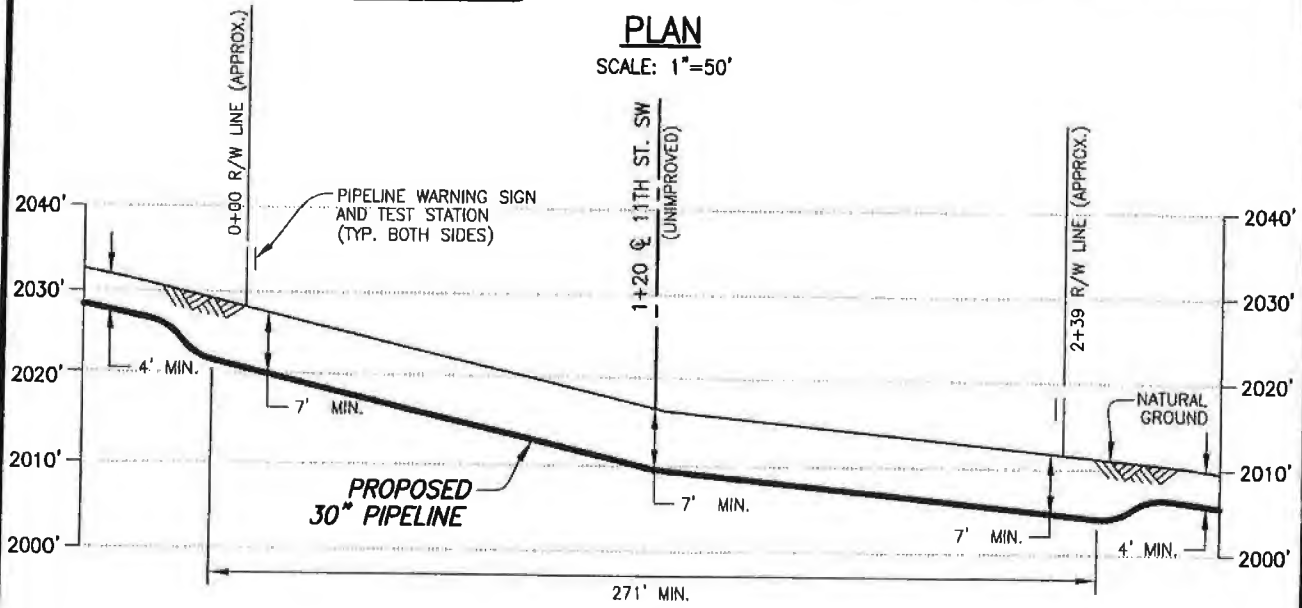 PLAN
SCALE: 1"=50'
0+00 R/W LINE (APPROX.)
1+20 ℄ 11TH ST. SW
(UNIMPROVED)
2+39 R/W LINE (APPROX.)
PIPELINE WARNING SIGN
AND TEST STATION
(TYP. BOTH SIDES)
2040'
2030'
2020'
2010'
2000'
2040'
2030'
2020'
2010'
2000'
4' MIN.
7' MIN.
PROPOSED
30" PIPELINE
7' MIN.
NATURAL
GROUND
7' MIN.
4' MIN.
271' MIN.